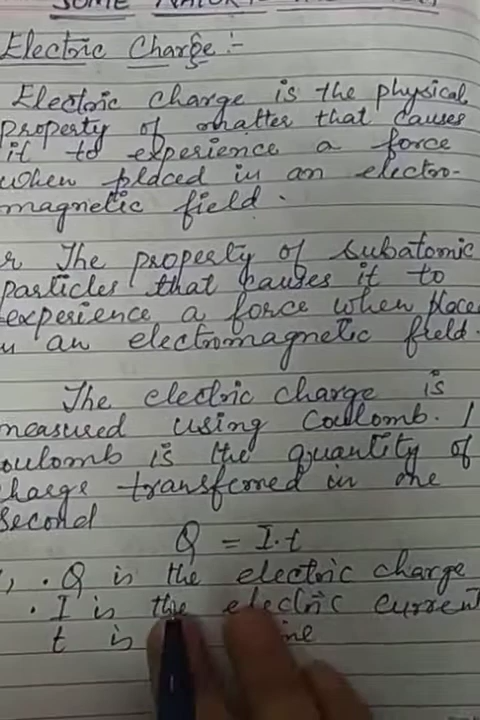 SOME
Electric Charge :-
Electric charge is the physical
property of matter that causes
it to experience a force
when placed in an electro-
magnetic field.
r The property of subatomic
particles that causes it to
experience a force when place
n an electromagnetic field.
The electric charge is
measured using Coulomb. 1
oulomb is the quantity of
charge transferred in one
second
Q = I.t
, . Q is the electric charge
. I is the electric current
t is